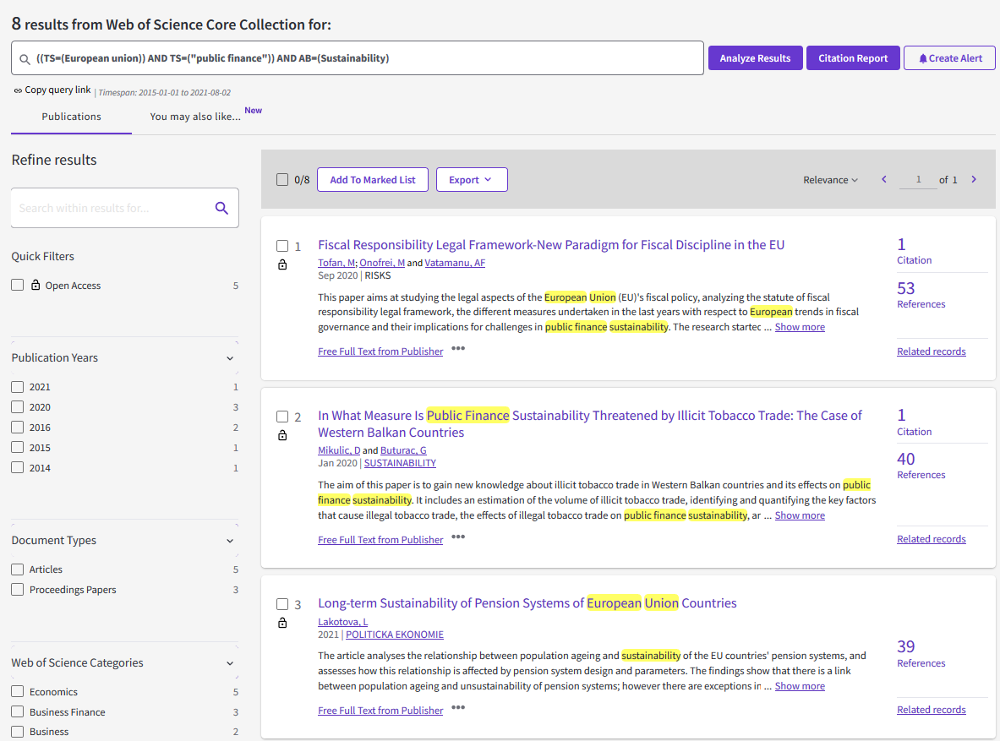 8 results from Web of Science Core Collection for:
((TS=(European union)) AND TS=("public finance")) AND AB=(Sustainability)
Analyze Results
Citation Report
Create Alert
Copy query link | Timespan: 2015-01-01 to 2021-08-02
Publications
You may also like...
New
Refine results
Search within results for...
Quick Filters
Open Access 5
Publication Years
2021 1
2020 3
2016 2
2015 1
2014 1
Document Types
Articles 5
Proceedings Papers 3
Web of Science Categories
Economics 5
Business Finance 3
Business 2
0/8
Add To Marked List
Export
Relevance
1 of 1
1
Fiscal Responsibility Legal Framework-New Paradigm for Fiscal Discipline in the EU
Tofan, M; Onofrei, M and Vatamanu, AF
Sep 2020 | RISKS
This paper aims at studying the legal aspects of the European Union (EU)'s fiscal policy, analyzing the statute of fiscal
responsibility legal framework, the different measures undertaken in the last years with respect to European trends in fiscal
governance and their implications for challenges in public finance sustainability. The research startec ... Show more
Free Full Text from Publisher
1
Citation
53
References
Related records
2
In What Measure Is Public Finance Sustainability Threatened by Illicit Tobacco Trade: The Case of
Western Balkan Countries
Mikulic, D and Buturac, G
Jan 2020 | SUSTAINABILITY
The aim of this paper is to gain new knowledge about illicit tobacco trade in Western Balkan countries and its effects on public
finance sustainability. It includes an estimation of the volume of illicit tobacco trade, identifying and quantifying the key factors
that cause illegal tobacco trade, the effects of illegal tobacco trade on public finance sustainability, ar ... Show more
Free Full Text from Publisher
1
Citation
40
References
Related records
3
Long-term Sustainability of Pension Systems of European Union Countries
Lakotova, L
2021 | POLITICKA EKONOMIE
The article analyses the relationship between population ageing and sustainability of the EU countries' pension systems, and
assesses how this relationship is affected by pension system design and parameters. The findings show that there is a link
between population ageing and unsustainability of pension systems; however there are exceptions in ... Show more
Free Full Text from Publisher
39
References
Related records